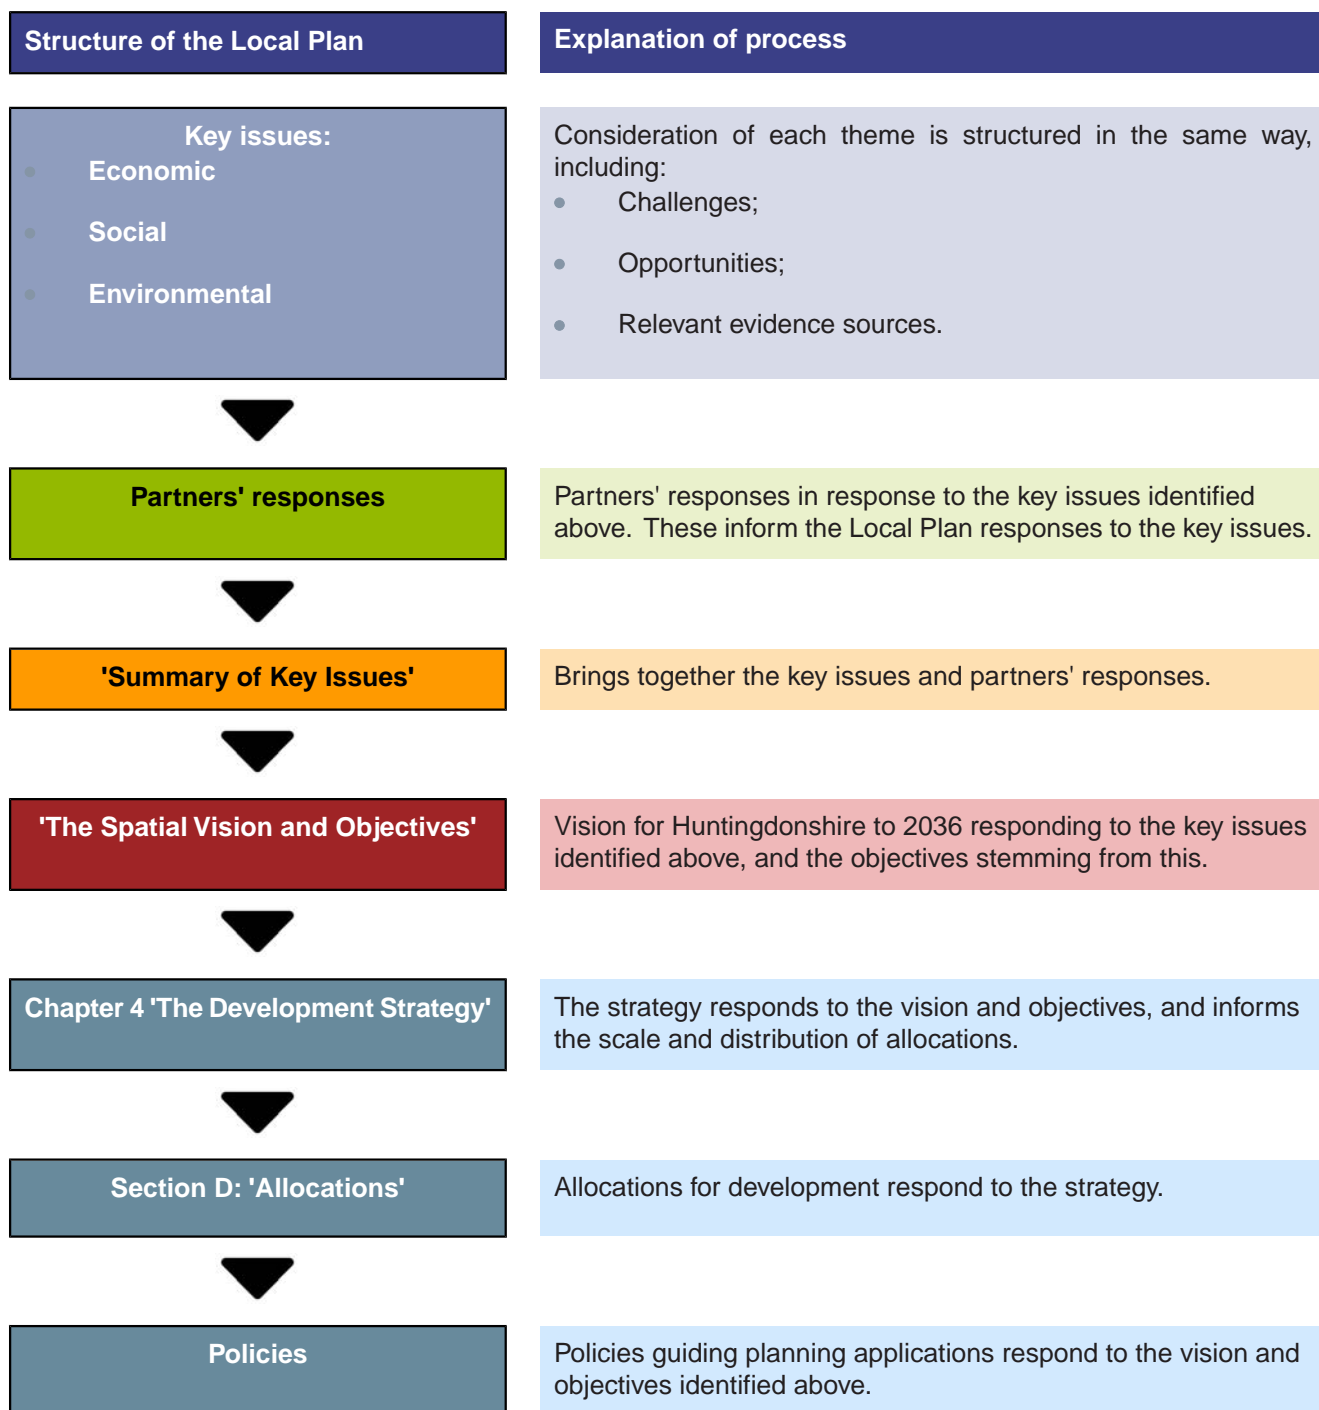 Structure of the Local Plan
Explanation of process
Key issues:
Economic
Social
Environmental
Consideration of each theme is structured in the same way,
including:
Challenges;
Opportunities;
Relevant evidence sources.
Partners' responses
Partners' responses in response to the key issues identified
above. These inform the Local Plan responses to the key issues.
'Summary of Key Issues'
Brings together the key issues and partners' responses.
'The Spatial Vision and Objectives'
Vision for Huntingdonshire to 2036 responding to the key issues
identified above, and the objectives stemming from this.
Chapter 4 'The Development Strategy'
The strategy responds to the vision and objectives, and informs
the scale and distribution of allocations.
Section D: 'Allocations'
Allocations for development respond to the strategy.
Policies
Policies guiding planning applications respond to the vision and
objectives identified above.